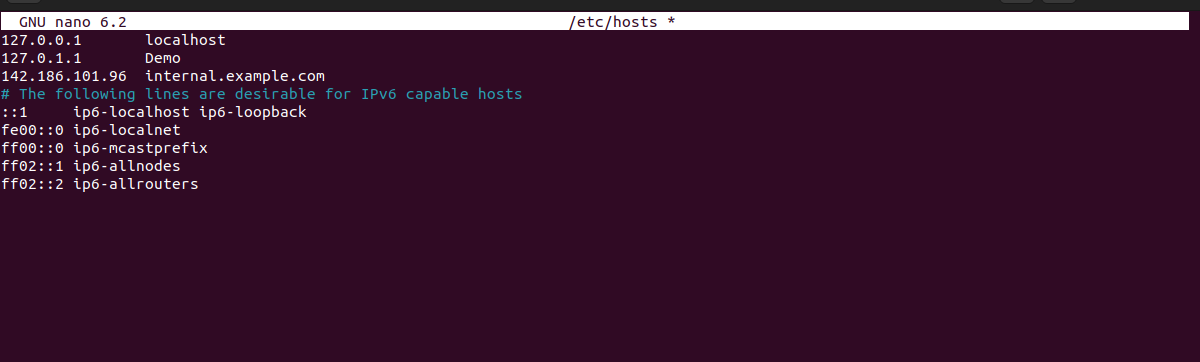 GNU nano 6.2 /etc/hosts *
127.0.0.1 localhost
127.0.1.1 Demo
142.186.101.96 internal.example.com
# The following lines are desirable for IPv6 capable hosts
::1 ip6-localhost ip6-loopback
fe00::0 ip6-localnet
ff00::0 ip6-mcastprefix
ff02::1 ip6-allnodes
ff02::2 ip6-allrouters